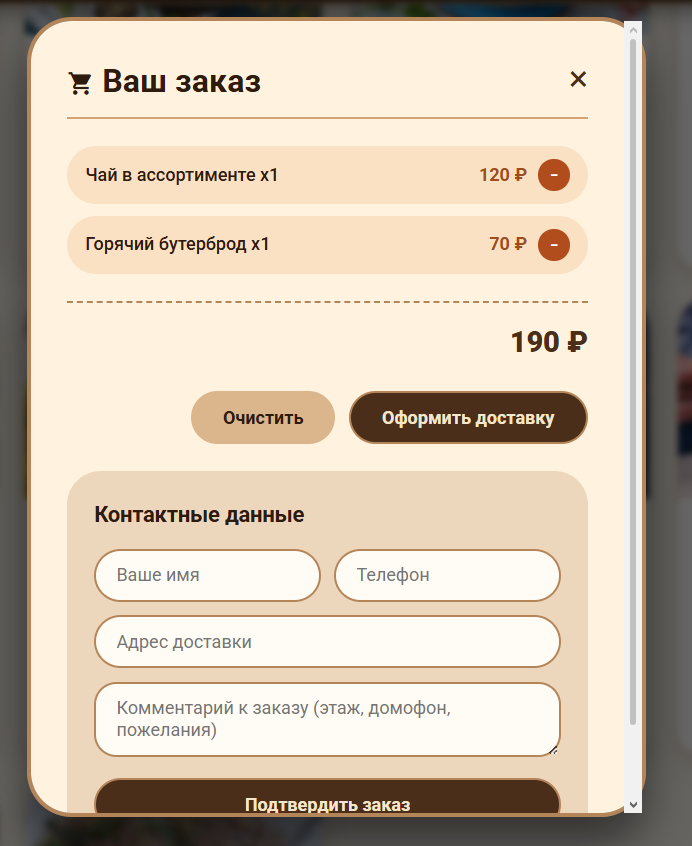 Ваш заказ ×
Чай в ассортименте x1 120 ₽ −
Горячий бутерброд x1 70 ₽ −
190 ₽
Очистить Оформить доставку
Контактные данные
Ваше имя Телефон
Адрес доставки
Комментарий к заказу (этаж, домофон,
пожелания)
Подтвердить заказ